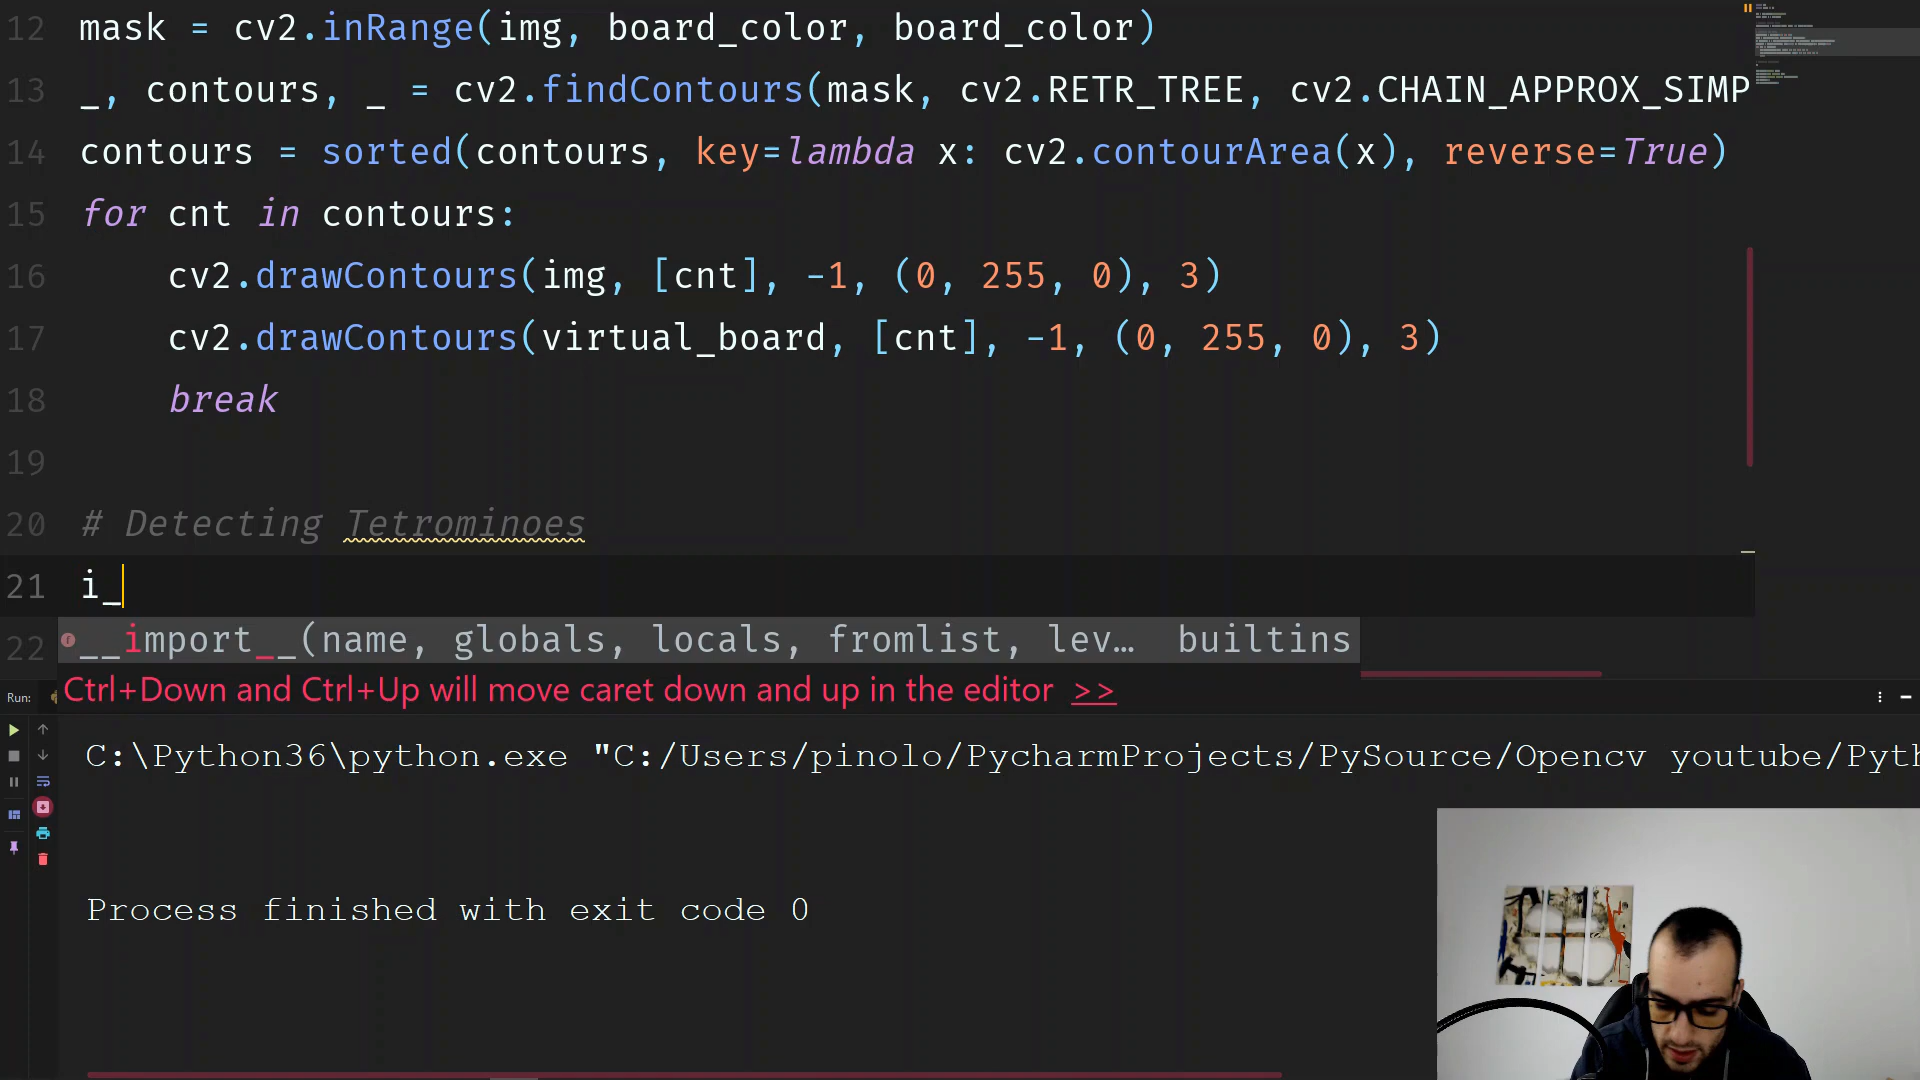 12 mask = cv2.inRange(img, board_color, board_color)
13 _, contours, _ = cv2.findContours(mask, cv2.RETR_TREE, cv2.CHAIN_APPROX_SIMP
14 contours = sorted(contours, key=lambda x: cv2.contourArea(x), reverse=True)
15 for cnt in contours:
16 cv2.drawContours(img, [cnt], -1, (0, 255, 0), 3)
17 cv2.drawContours(virtual_board, [cnt], -1, (0, 255, 0), 3)
18 break
19
20 # Detecting Tetrominoes
21 i_
22 __import__(name, globals, locals, fromlist, lev… builtins
Ctrl+Down and Ctrl+Up will move caret down and up in the editor >>
Run:
C:\Python36\python.exe "C:/Users/pinolo/PycharmProjects/PySource/Opencv youtube/Pyth
Process finished with exit code 0